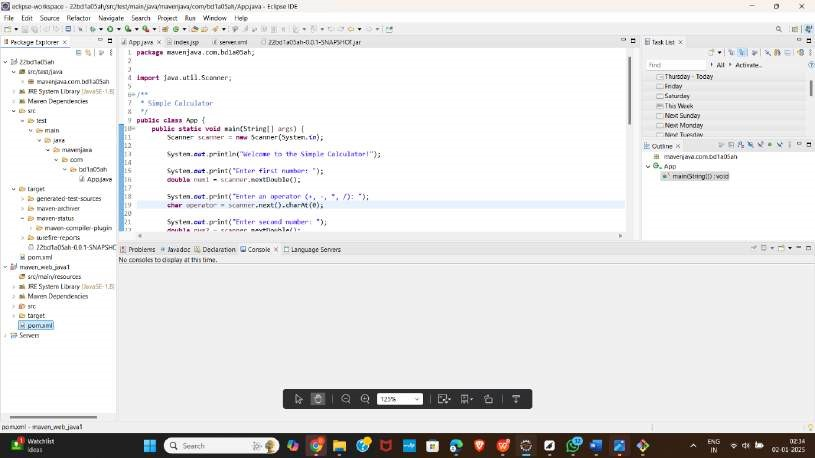 eclipse-workspace - 22bd1a05ah/src/test/main/java/mavenjava/com/bd1a05ah/App.java - Eclipse IDE
File Edit Source Refactor Navigate Search Project Run Window Help
Package Explorer
22bd1a05ah
src/test/java
mavenjava.com.bd1a05ah
JRE System Library [JavaSE-1.8]
Maven Dependencies
src
test
main
java
mavenjava
com
bd1a05ah
App.java
target
generated-test-sources
maven-archiver
maven-status
maven-compiler-plugin
surefire-reports
22bd1a05ah-0.0.1-SNAPSHO
pom.xml
maven_web_java1
src/main/resources
JRE System Library [JavaSE-1.8]
Maven Dependencies
src
target
pom.xml
Servers
App.java index.jsp server.xml 22bd1a05ah-0.0.1-SNAPSHOT.jar
1 package mavenjava.com.bd1a05ah;
2
4 import java.util.Scanner;
5
6 /**
7 * Simple Calculator
8 */
9 public class App {
10 public static void main(String[] args) {
11 Scanner scanner = new Scanner(System.in);
12
13 System.out.println("Welcome to the Simple Calculator!");
14
15 System.out.print("Enter first number: ");
16 double num1 = scanner.nextDouble();
17
18 System.out.print("Enter an operator (+, -, *, /): ");
19 char operator = scanner.next().charAt(0);
20
21 System.out.print("Enter second number: ");
22 double num2 = scanner.nextDouble();
Task List
Find All Activate...
Thursday - Today
Friday
Saturday
This Week
Next Sunday
Next Monday
Next Tuesday
Outline
mavenjava.com.bd1a05ah
App
main(String[]) : void
Problems Javadoc Declaration Console Language Servers
No consoles to display at this time.
125%
pom.xml - maven_web_java1
Watchlist
Ideas
Search
ENG
IN
02:34
02-01-2025